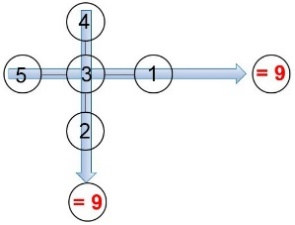 4
5 3 1 = 9
2
= 9